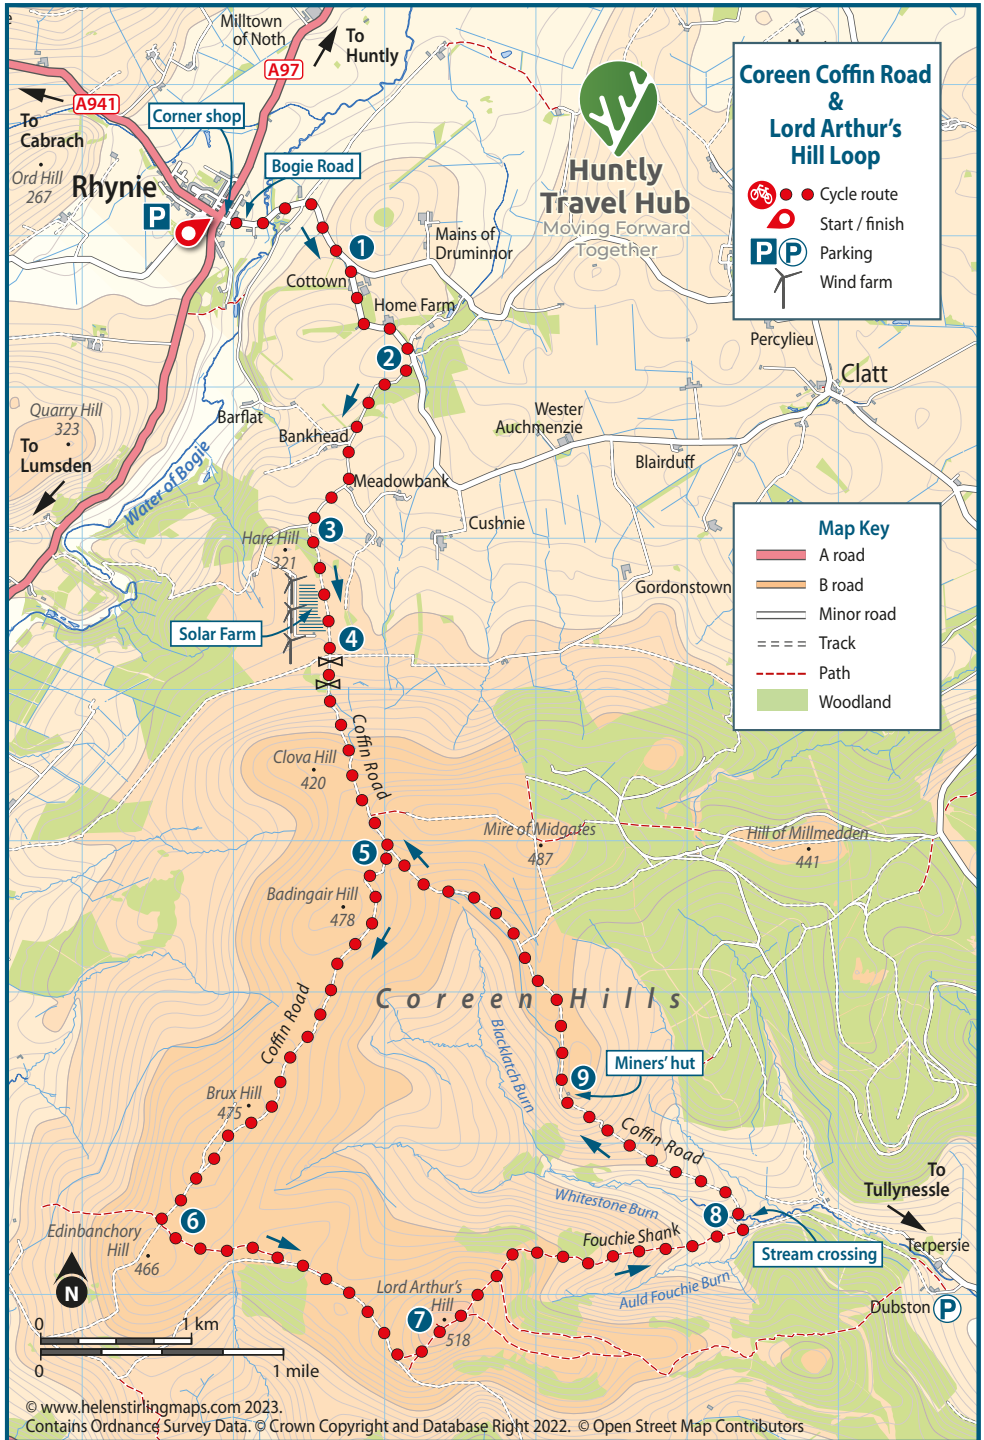 Milltown
of Noth
To
Huntly
A97
A941
To
Cabrach
Corner shop
Bogie Road
Ord Hill
267
Rhynie
P
Huntly
Travel Hub
Moving Forward
Together
Coreen Coffin Road
&
Lord Arthur's
Hill Loop
Cycle route
Start / finish
P P Parking
Wind farm
1
Mains of
Druminnor
Cottown
Home Farm
2
Percylieu
Clatt
Quarry Hill
323
To
Lumsden
Barflat
Bankhead
Wester
Auchmenzie
Blairduff
Water of Bogie
Meadowbank
3
Cushnie
Hare Hill
321
Gordonstown
Solar Farm
4
Map Key
A road
B road
Minor road
Track
Path
Woodland
Coffin Road
Clova Hill
420
Mire of Midgates
487
Hill of Millmedden
441
5
Badingair Hill
478
Coreen Hills
Coffin Road
Blacklatch Burn
9
Miners' hut
Brux Hill
475
Coffin Road
To
Tullynessle
Whitestone Burn
8
6
Edinbanchory
Hill
466
Fouchie Shank
Stream crossing
Terpersie
Auld Fouchie Burn
Lord Arthur's
Hill
518
7
Dubston P
N
0 1 km
0 1 mile
© www.helenstirlingmaps.com 2023.
Contains Ordnance Survey Data. © Crown Copyright and Database Right 2022. © Open Street Map Contributors